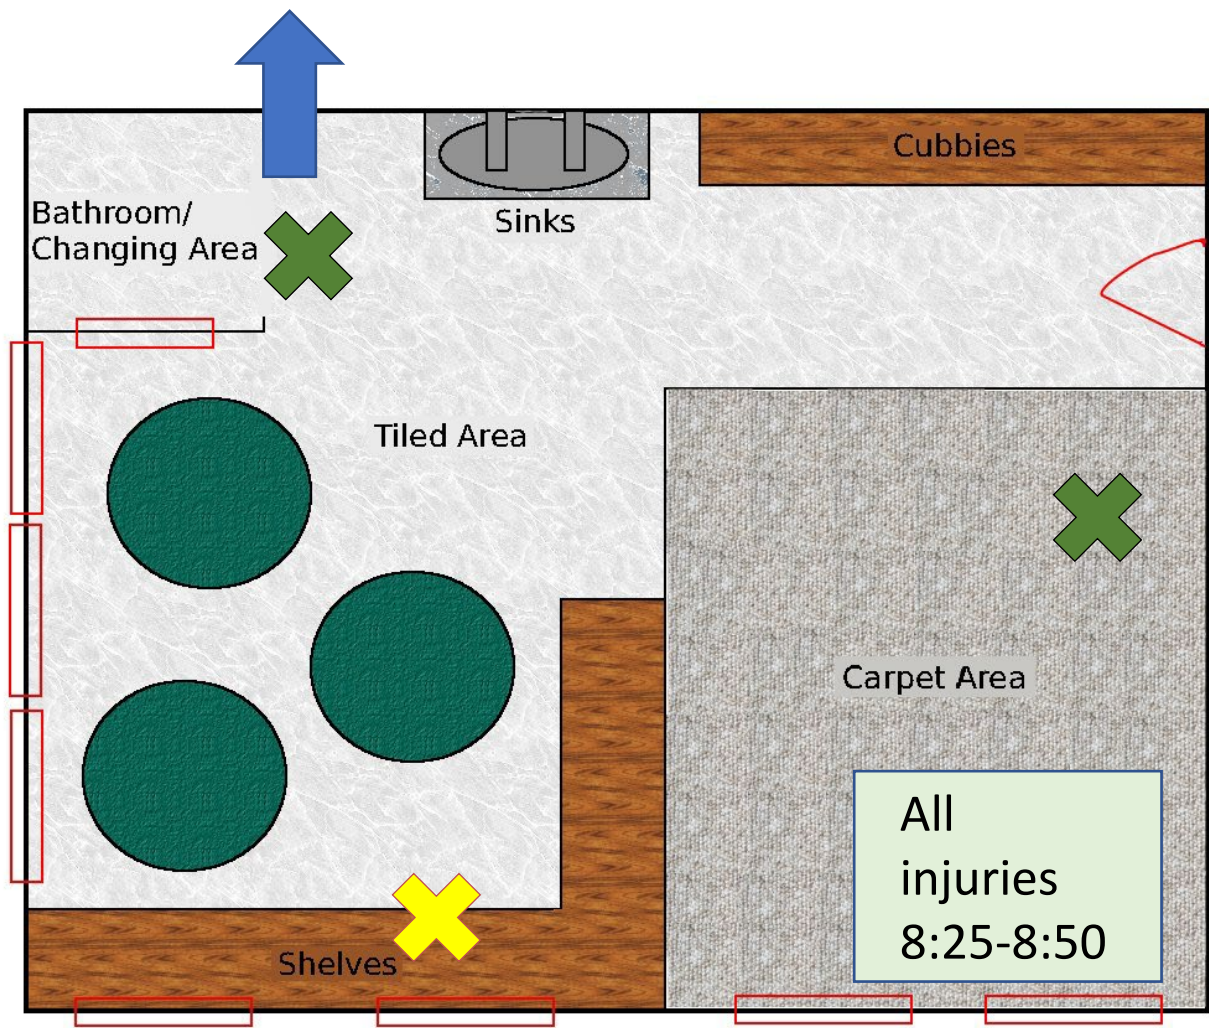 Cubbies
Bathroom/
Changing Area
Sinks
Tiled Area
Carpet Area
All
injuries
8:25-8:50
Shelves